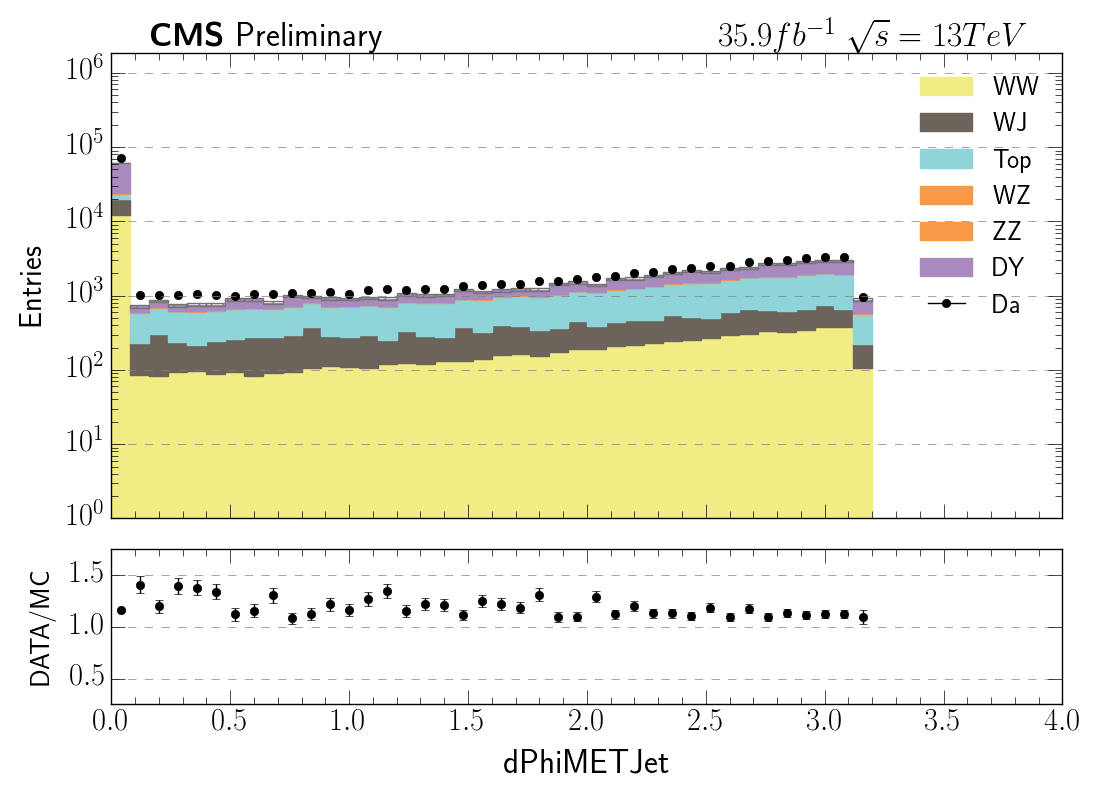 CMS Preliminary 35.9fb⁻¹ √s = 13TeV
10⁶
10⁵
10⁴
10³
10²
10¹
10⁰
Entries
WW
WJ
Top
WZ
ZZ
DY
Da
1.5
1.0
0.5
DATA/MC
0.0 0.5 1.0 1.5 2.0 2.5 3.0 3.5 4.0
dPhiMETJet